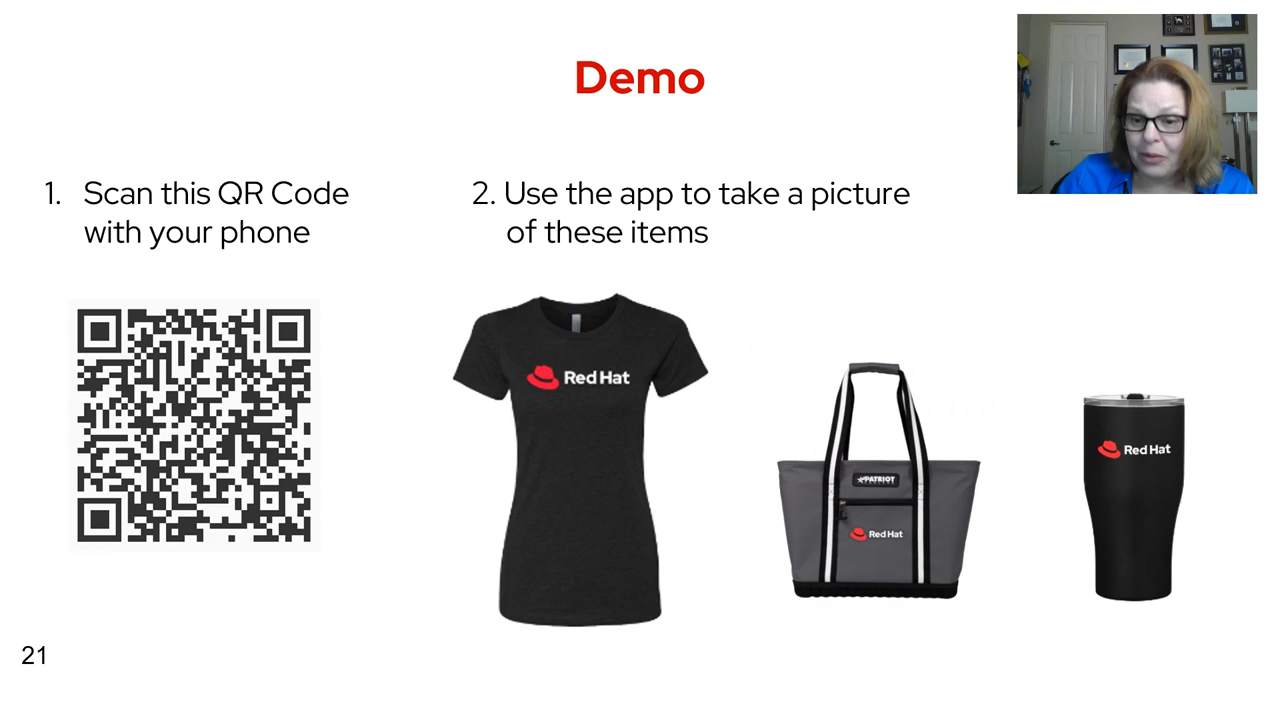 Demo
1. Scan this QR Code
with your phone
2. Use the app to take a picture
of these items
Red Hat
PATRIOT
Red Hat
Red Hat
21